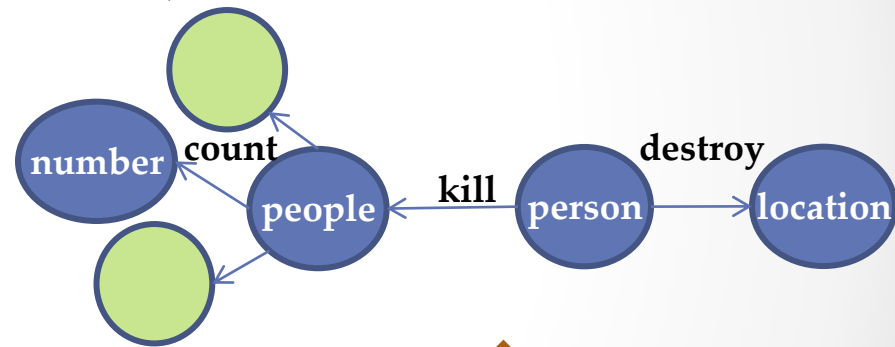 number
count
people
kill
person
destroy
location